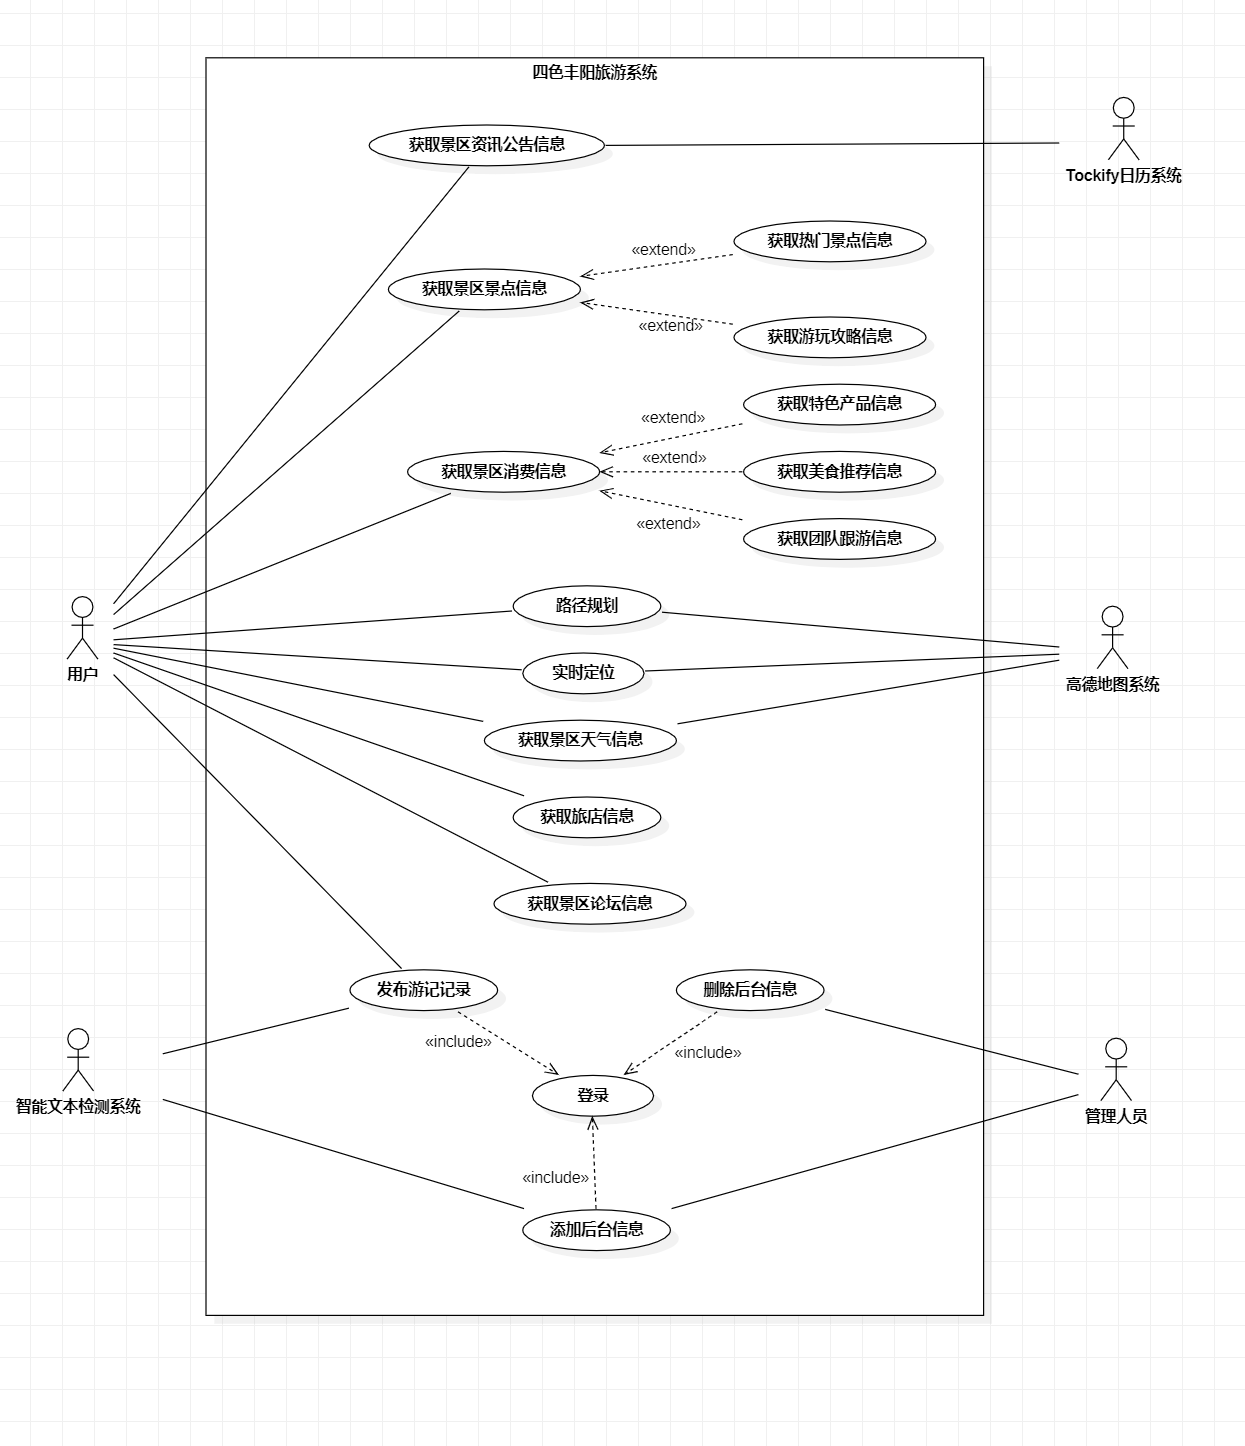 四色丰阳旅游系统
获取景区资讯公告信息
Tockify日历系统
获取热门景点信息
«extend»
获取景区景点信息
«extend»
获取游玩攻略信息
获取特色产品信息
«extend»
«extend»
获取景区消费信息
获取美食推荐信息
«extend»
获取团队跟游信息
路径规划
用户
实时定位
高德地图系统
获取景区天气信息
获取旅店信息
获取景区论坛信息
发布游记记录
删除后台信息
«include»
«include»
智能文本检测系统
登录
管理人员
«include»
添加后台信息